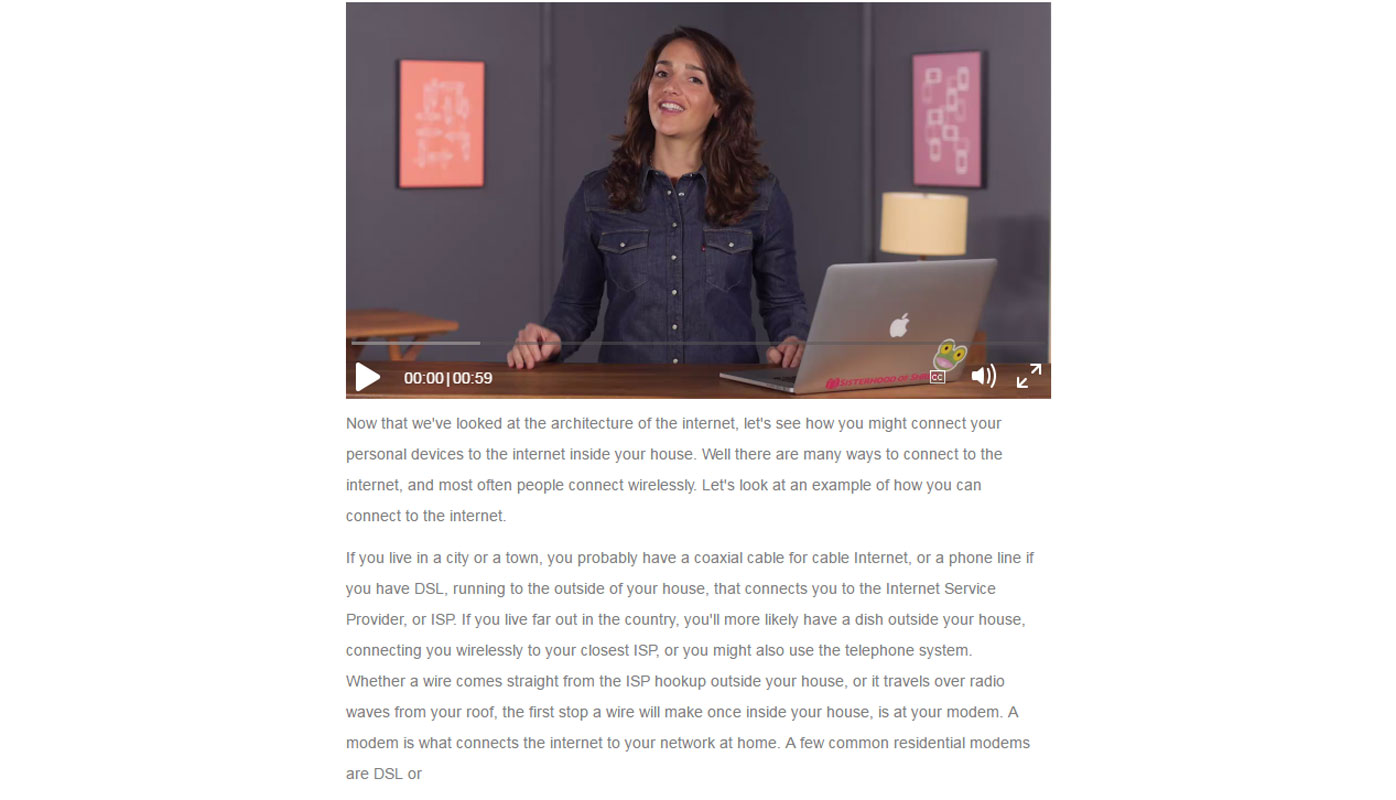 SISTERHOOD OF
00:00|00:59
CC
Now that we've looked at the architecture of the internet, let's see how you might connect your
personal devices to the internet inside your house. Well there are many ways to connect to the
internet, and most often people connect wirelessly. Let's look at an example of how you can
connect to the internet.
If you live in a city or a town, you probably have a coaxial cable for cable Internet, or a phone line if
you have DSL, running to the outside of your house, that connects you to the Internet Service
Provider, or ISP. If you live far out in the country, you'll more likely have a dish outside your house,
connecting you wirelessly to your closest ISP, or you might also use the telephone system.
Whether a wire comes straight from the ISP hookup outside your house, or it travels over radio
waves from your roof, the first stop a wire will make once inside your house, is at your modem. A
modem is what connects the internet to your network at home. A few common residential modems
are DSL or